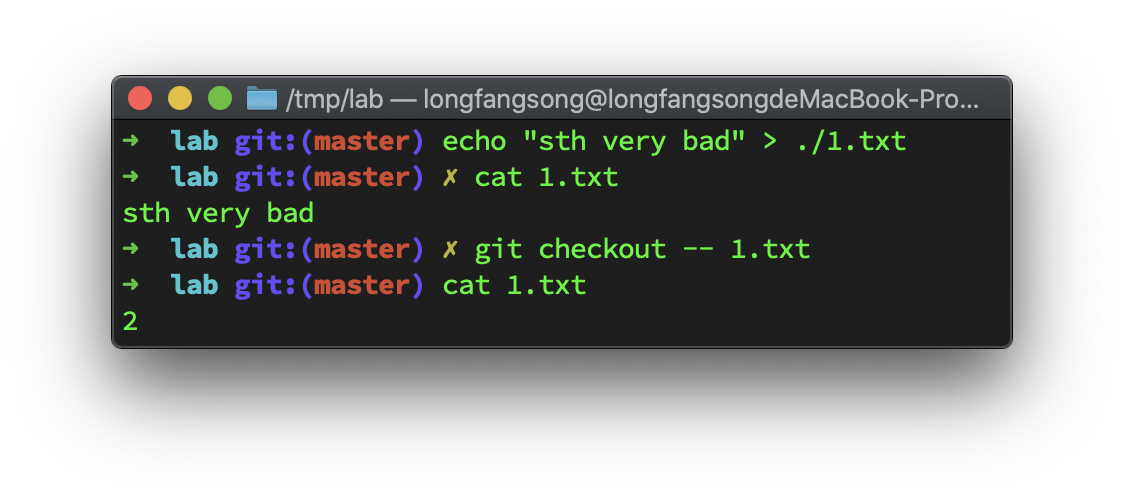 /tmp/lab — longfangsong@longfangsongdeMacBook-Pro...
➜  lab git:(master) echo "sth very bad" > ./1.txt
➜  lab git:(master) ✗ cat 1.txt
sth very bad
➜  lab git:(master) ✗ git checkout -- 1.txt
➜  lab git:(master) cat 1.txt
2